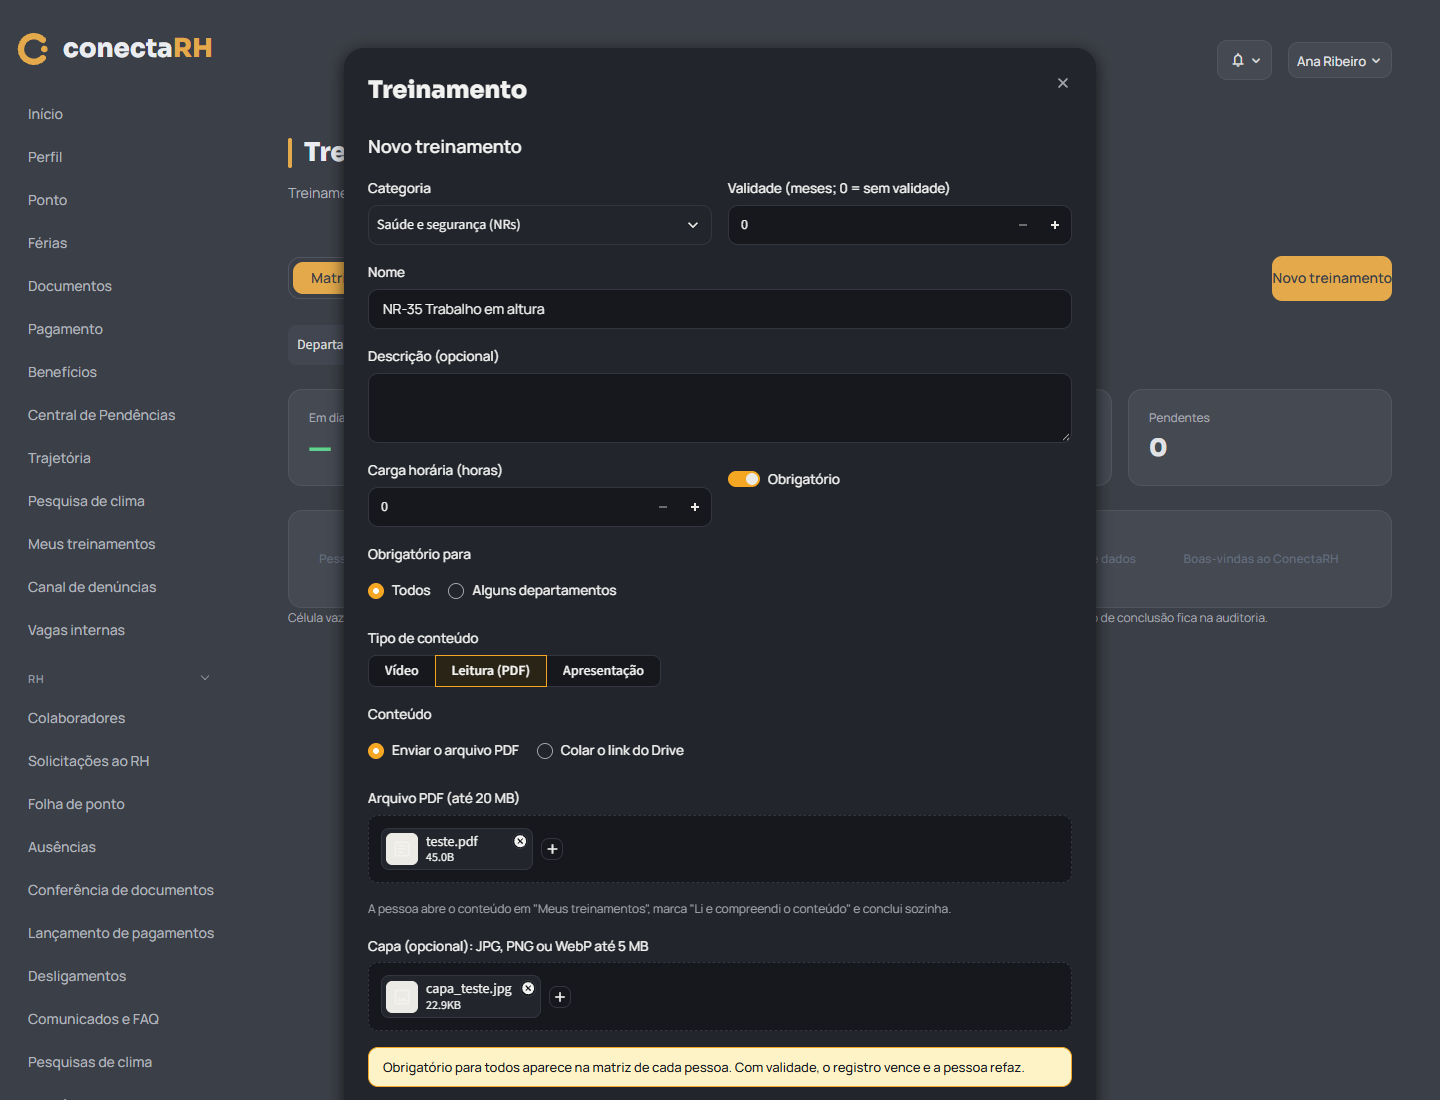 conectaRH
Início
Perfil
Ponto
Férias
Documentos
Pagamento
Benefícios
Central de Pendências
Trajetória
Pesquisa de clima
Meus treinamentos
Canal de denúncias
Vagas internas
RH
Colaboradores
Solicitações ao RH
Folha de ponto
Ausências
Conferência de documentos
Lançamento de pagamentos
Desligamentos
Comunicados e FAQ
Pesquisas de clima
Ana Ribeiro
Novo treinamento
Em dia
Pendentes
0
dados
Boas-vindas ao ConectaRH
Célula
de conclusão fica na auditoria.
Treinamento
Novo treinamento
Categoria
Validade (meses; 0 = sem validade)
Saúde e segurança (NRs)
0
Nome
NR-35 Trabalho em altura
Descrição (opcional)
Carga horária (horas)
Obrigatório
0
Obrigatório para
Todos
Alguns departamentos
Tipo de conteúdo
Vídeo
Leitura (PDF)
Apresentação
Conteúdo
Enviar o arquivo PDF
Colar o link do Drive
Arquivo PDF (até 20 MB)
teste.pdf
45.0B
A pessoa abre o conteúdo em "Meus treinamentos", marca "Li e compreendi o conteúdo" e conclui sozinha.
Capa (opcional): JPG, PNG ou WebP até 5 MB
capa_teste.jpg
22.9KB
Obrigatório para todos aparece na matriz de cada pessoa. Com validade, o registro vence e a pessoa refaz.